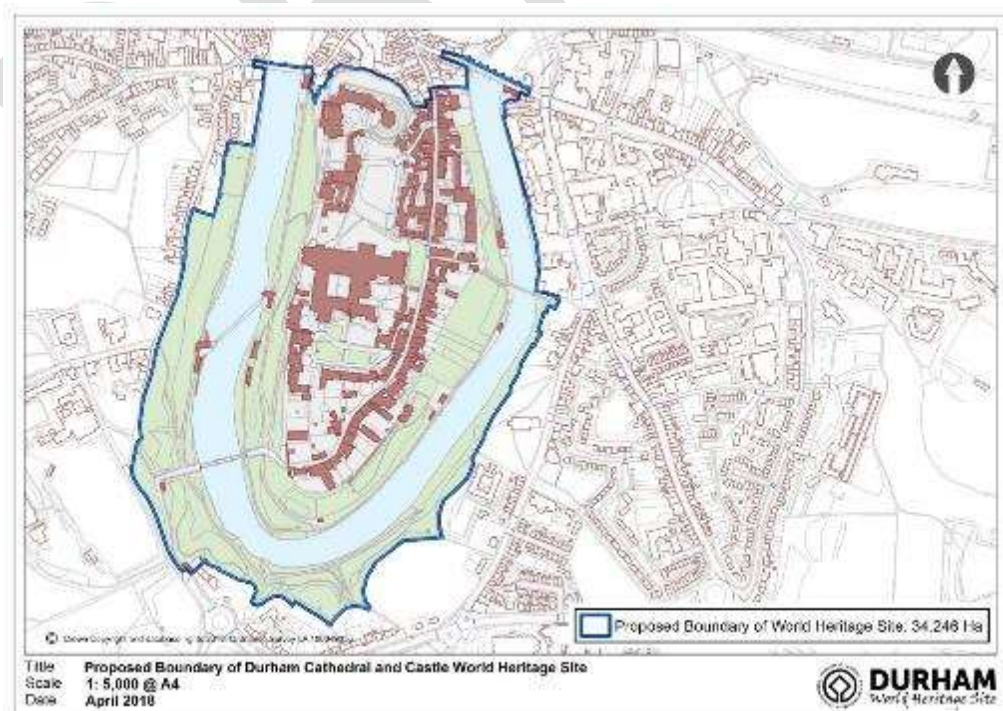 Proposed Boundary of World Heritage Site: 34.246 Ha
Title Proposed Boundary of Durham Cathedral and Castle World Heritage Site
Scale 1: 5,000 @ A4
Date April 2018
DURHAM
World Heritage Site